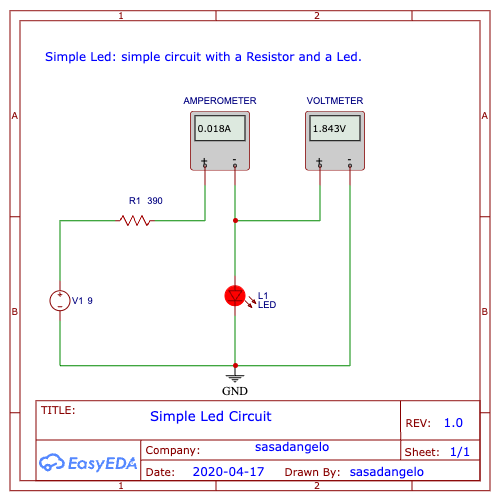 1 2
Simple Led: simple circuit with a Resistor and a Led.
AMPEROMETER VOLTMETER
0.018A 1.843V
+ - + -
A A
R1 390
V1 9
+
-
L1
LED
B B
GND
TITLE: Simple Led Circuit
REV: 1.0
EasyEDA
Company: sasadangelo
Sheet: 1/1
Date: 2020-04-17 Drawn By: sasadangelo
1 2